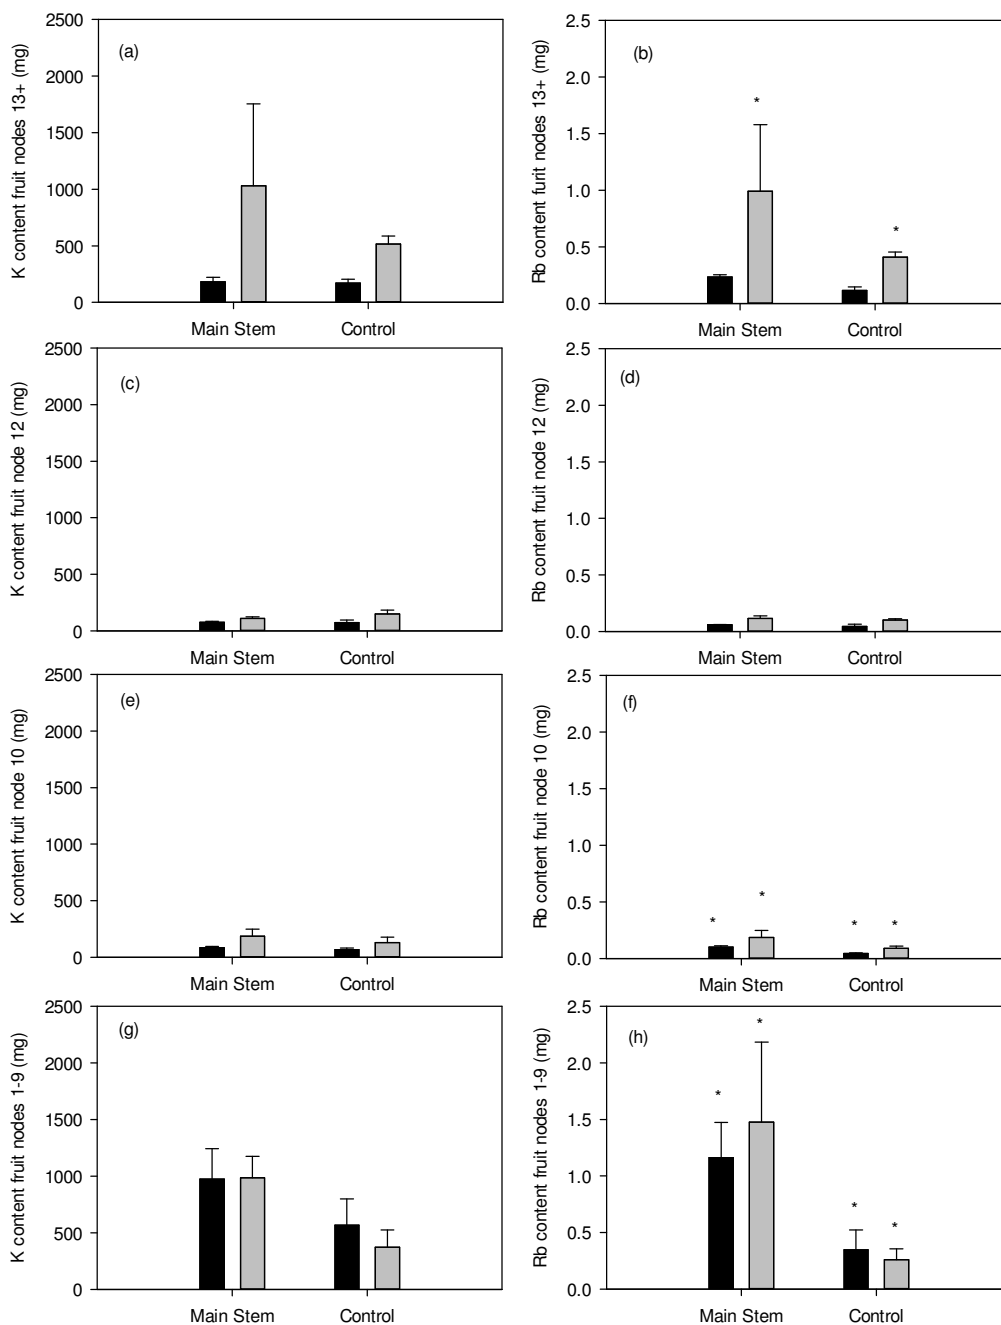 K content fruit nodes 13+ (mg)
2500
2000
1500
1000
500
0
(a)
Main Stem Control
Rb content furit nodes 13+ (mg)
2.5
2.0
1.5
1.0
0.5
0.0
(b)
*
*
Main Stem Control
K content fruit node 12 (mg)
2500
2000
1500
1000
500
0
(c)
Main Stem Control
Rb content fruit node 12 (mg)
2.5
2.0
1.5
1.0
0.5
0.0
(d)
Main Stem Control
K content fruit node 10 (mg)
2500
2000
1500
1000
500
0
(e)
Main Stem Control
Rb content fruit node 10 (mg)
2.5
2.0
1.5
1.0
0.5
0.0
(f)
* * * *
Main Stem Control
K content fruit nodes 1-9 (mg)
2500
2000
1500
1000
500
0
(g)
Main Stem Control
Rb content fruit nodes 1-9 (mg)
2.5
2.0
1.5
1.0
0.5
0.0
(h)
*
*
*
*
Main Stem Control